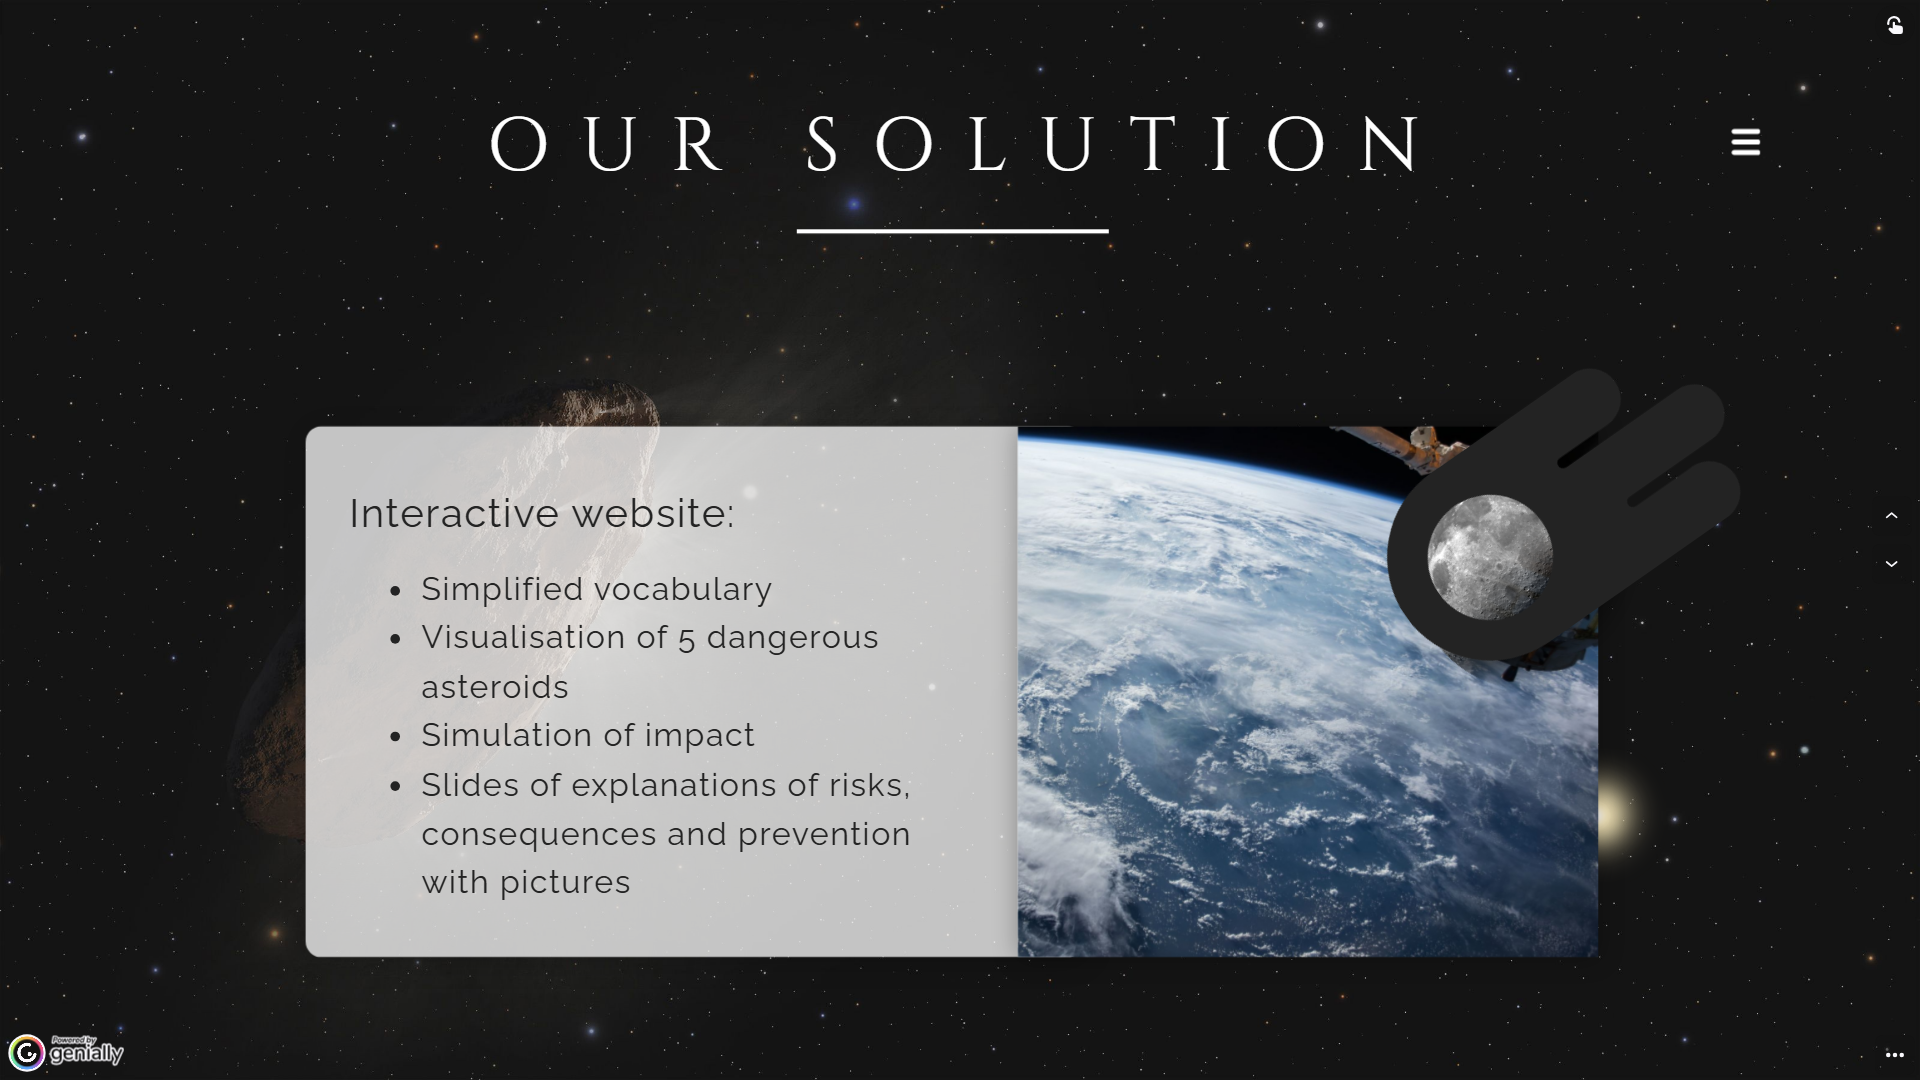 OUR SOLUTION
Interactive website:
• Simplified vocabulary
• Visualisation of 5 dangerous
asteroids
• Simulation of impact
• Slides of explanations of risks,
consequences and prevention
with pictures
Powered by
genially